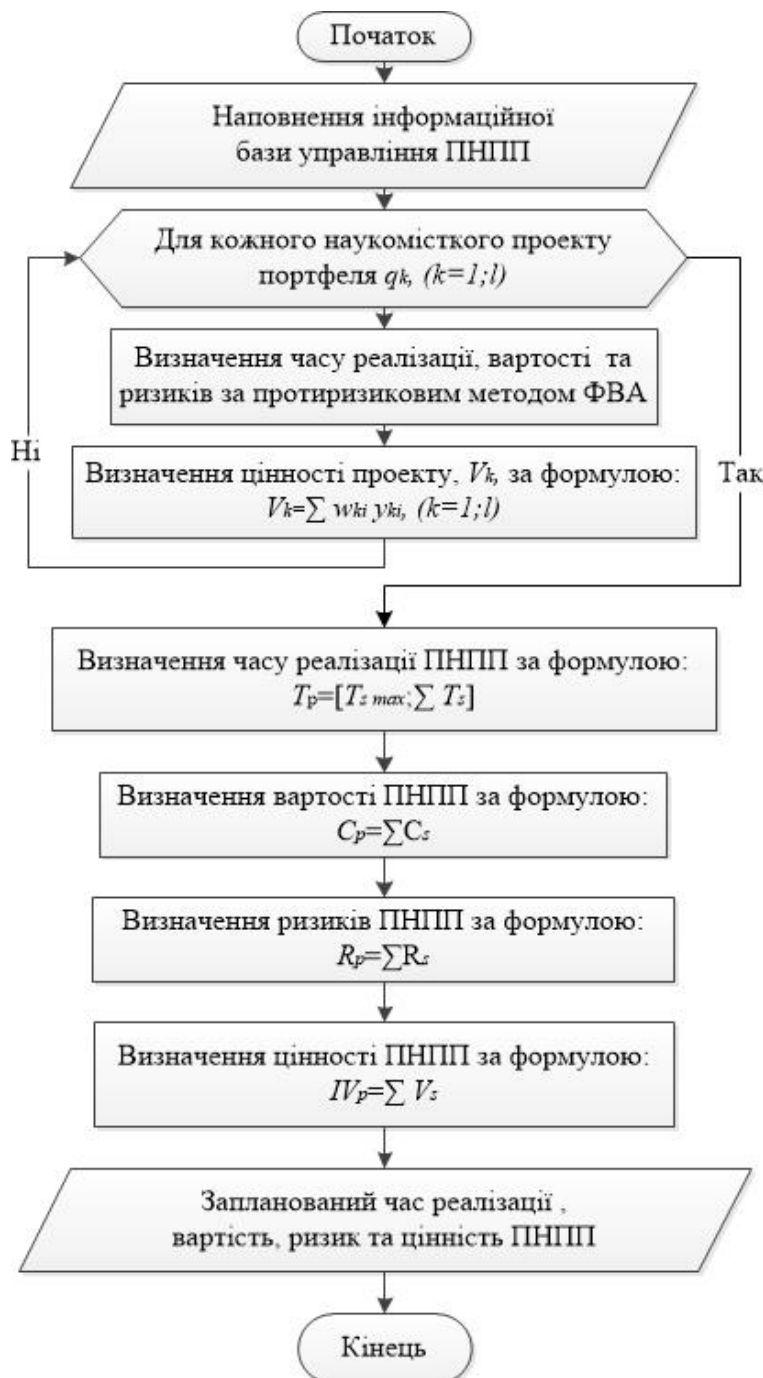 Початок
Наповнення інформаційної
бази управління ПНПП
Для кожного наукомісткого проекту
портфеля qk, (k=1;l)
Визначення часу реалізації, вартості та
ризиків за протиризиковим методом ФВА
Ні
Визначення цінності проекту, Vk, за формулою:
Vk=∑ wki yki, (k=1;l)
Так
Визначення часу реалізації ПНПП за формулою:
Tp=[Ts max;∑ Ts]
Визначення вартості ПНПП за формулою:
Cp=∑Cs
Визначення ризиків ПНПП за формулою:
Rp=∑Rs
Визначення цінності ПНПП за формулою:
IVp=∑ Vs
Запланований час реалізації ,
вартість, ризик та цінність ПНПП
Кінець